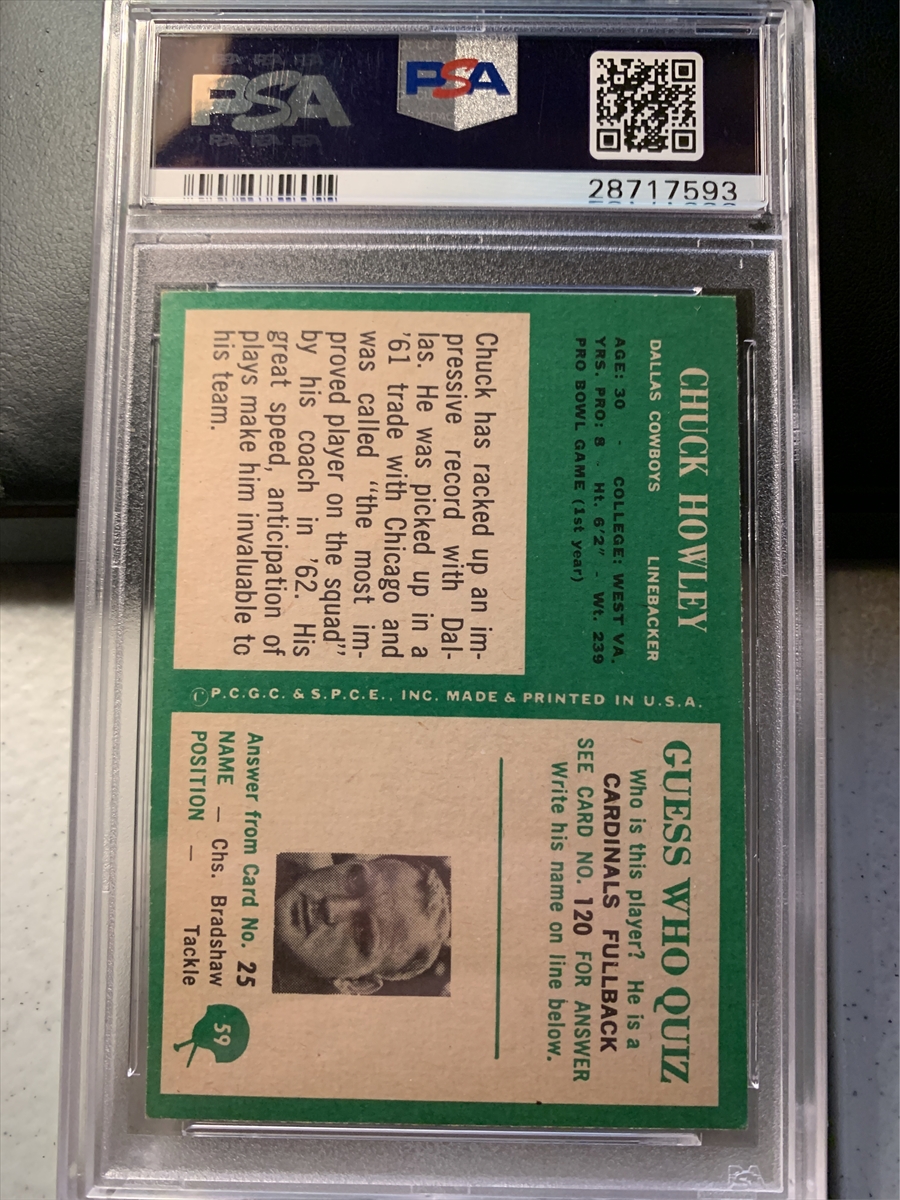 PSA
PSA
28717593
CHUCK HOWLEY
DALLAS COWBOYS LINEBACKER
AGE: 30 - COLLEGE: WEST VA.
YRS. PRO: 8 - Ht. 6'2" - Wt. 239
PRO BOWL GAME (1st year)
Chuck has racked up an im-
pressive record with Dal-
las. He was picked up in a
'61 trade with Chicago and
was called "the most im-
proved player on the squad"
by his coach in '62. His
great speed, anticipation of
plays make him invaluable to
his team.
©P.C.G.C. & S.P.C.E., INC. MADE & PRINTED IN U.S.A.
GUESS WHO QUIZ
Who is this player? He is a
CARDINALS FULLBACK
SEE CARD NO. 120 FOR ANSWER
Write his name on line below.
Answer from Card No. 25
NAME — Chs. Bradshaw
POSITION — Tackle
59